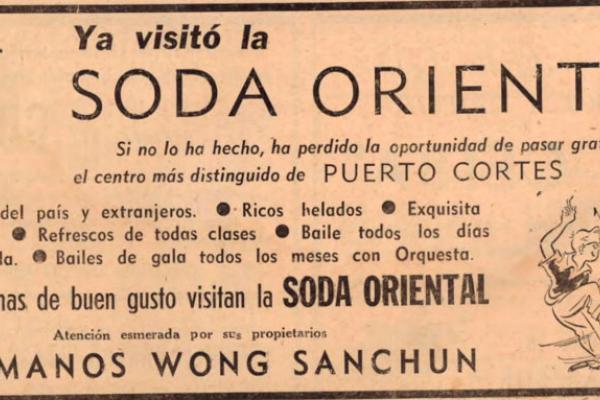 Ya visitó la
SODA ORIENT
Si no lo ha hecho, ha perdido la oportunidad de pasar grat
el centro más distinguido de PUERTO CORTES
del país y extranjeros. ● Ricos helados ● Exquisita
● Refrescos de todas clases ● Baile todos los días
la. ● Bailes de gala todos los meses con Orquesta.
nas de buen gusto visitan la SODA ORIENTAL
Atención esmerada por sus propietarios
MANOS WONG SANCHUN